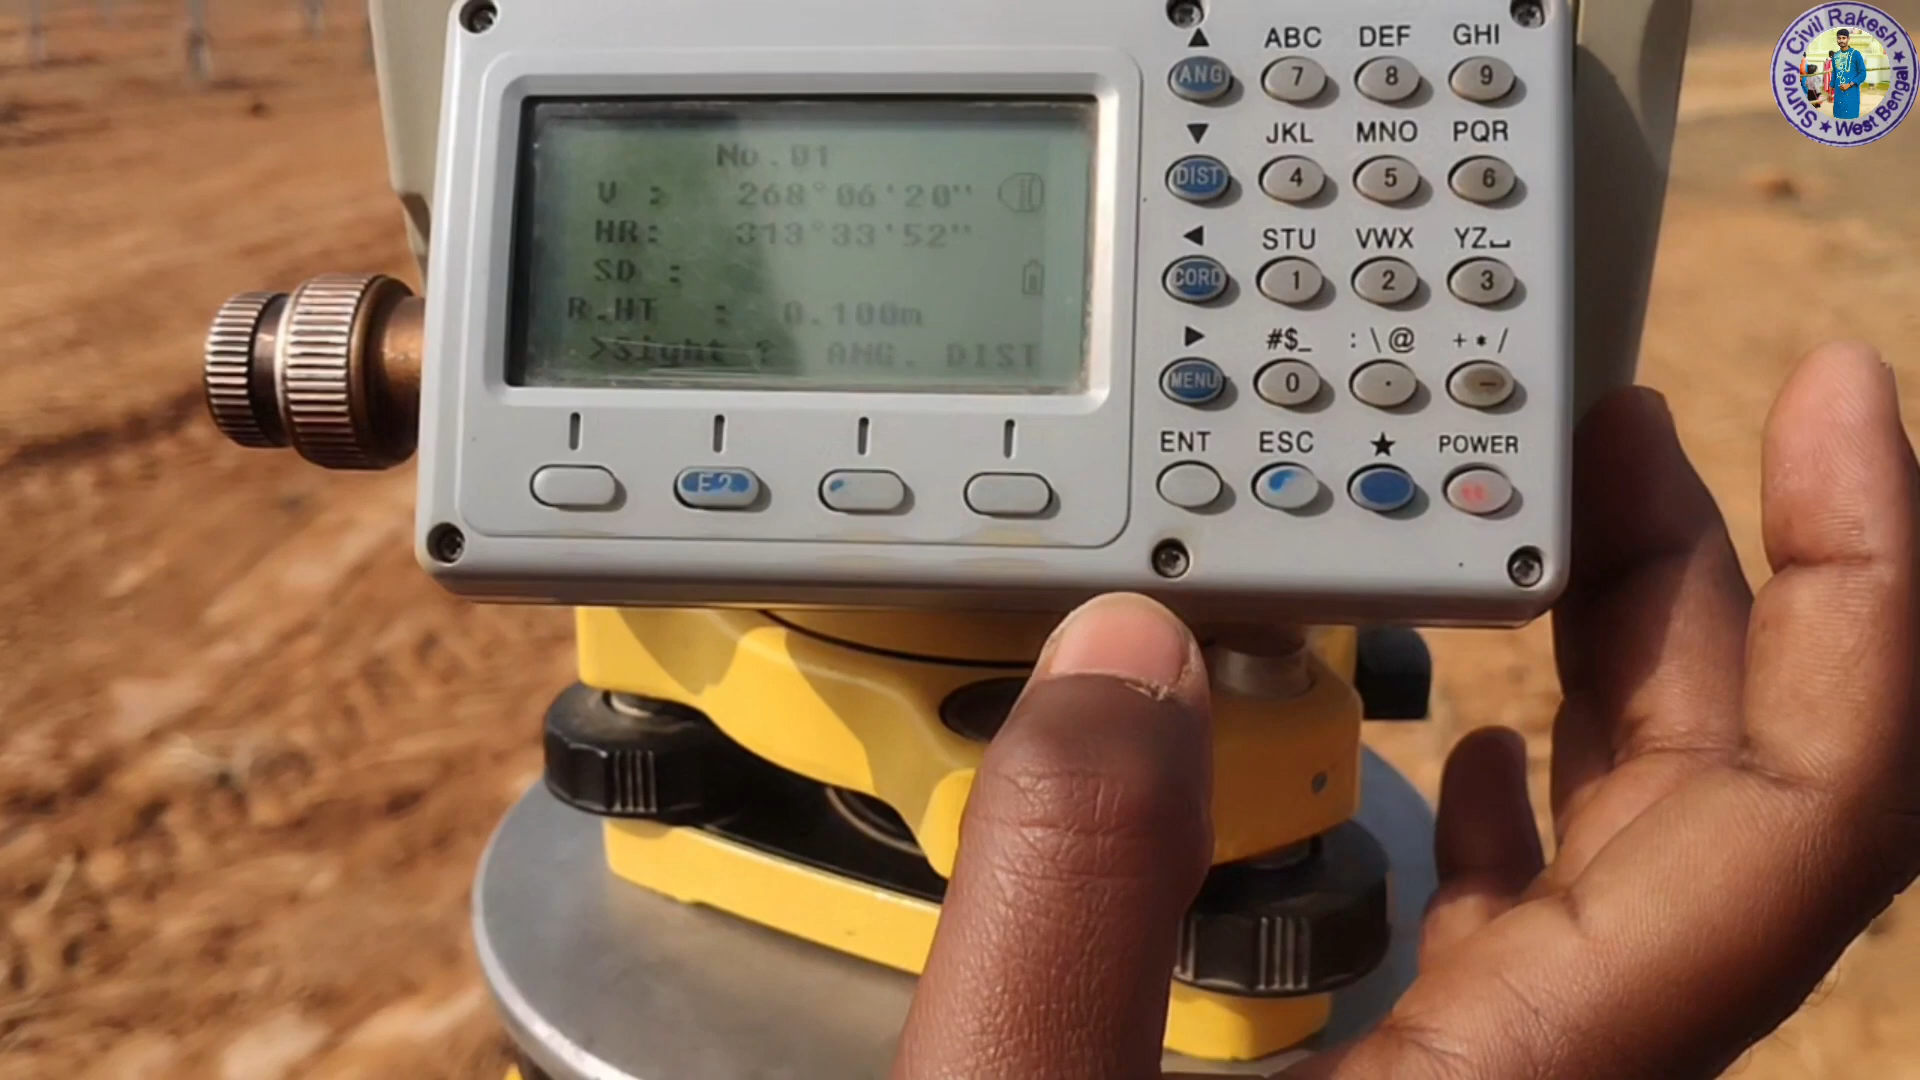 No.01
V : 268°06'20"
HR: 313°33'52"
SD :
R.HT : 0.100m
>Sight ? ANG. DIST
F2
▲ ABC DEF GHI
ANG 7 8 9
▼ JKL MNO PQR
DIST 4 5 6
◀ STU VWX YZ⎵
CORD 1 2 3
▶ #$_ :\@ +*/
MENU 0 . −
ENT ESC ★ POWER
Survey Civil Rakesh
★ West Bengal ★